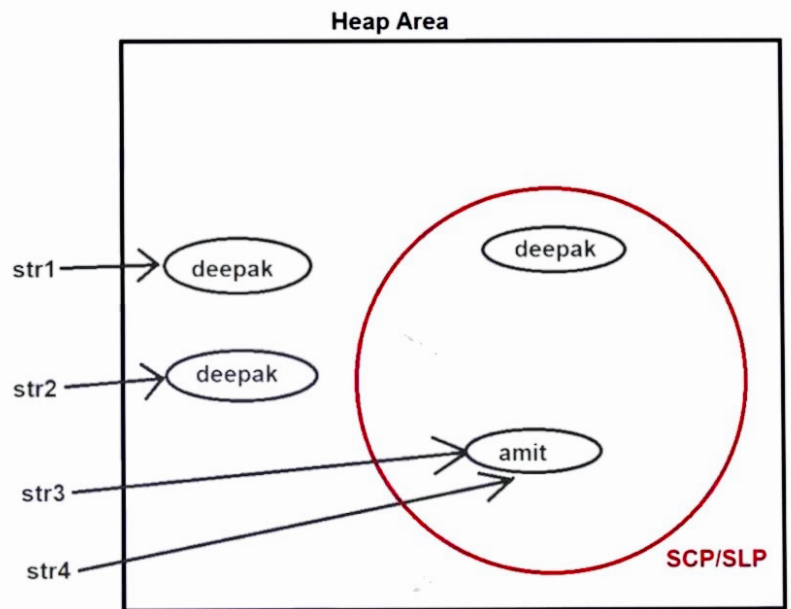 Heap Area
deepak
str1
deepak
deepak
str2
amit
str3
SCP/SLP
str4